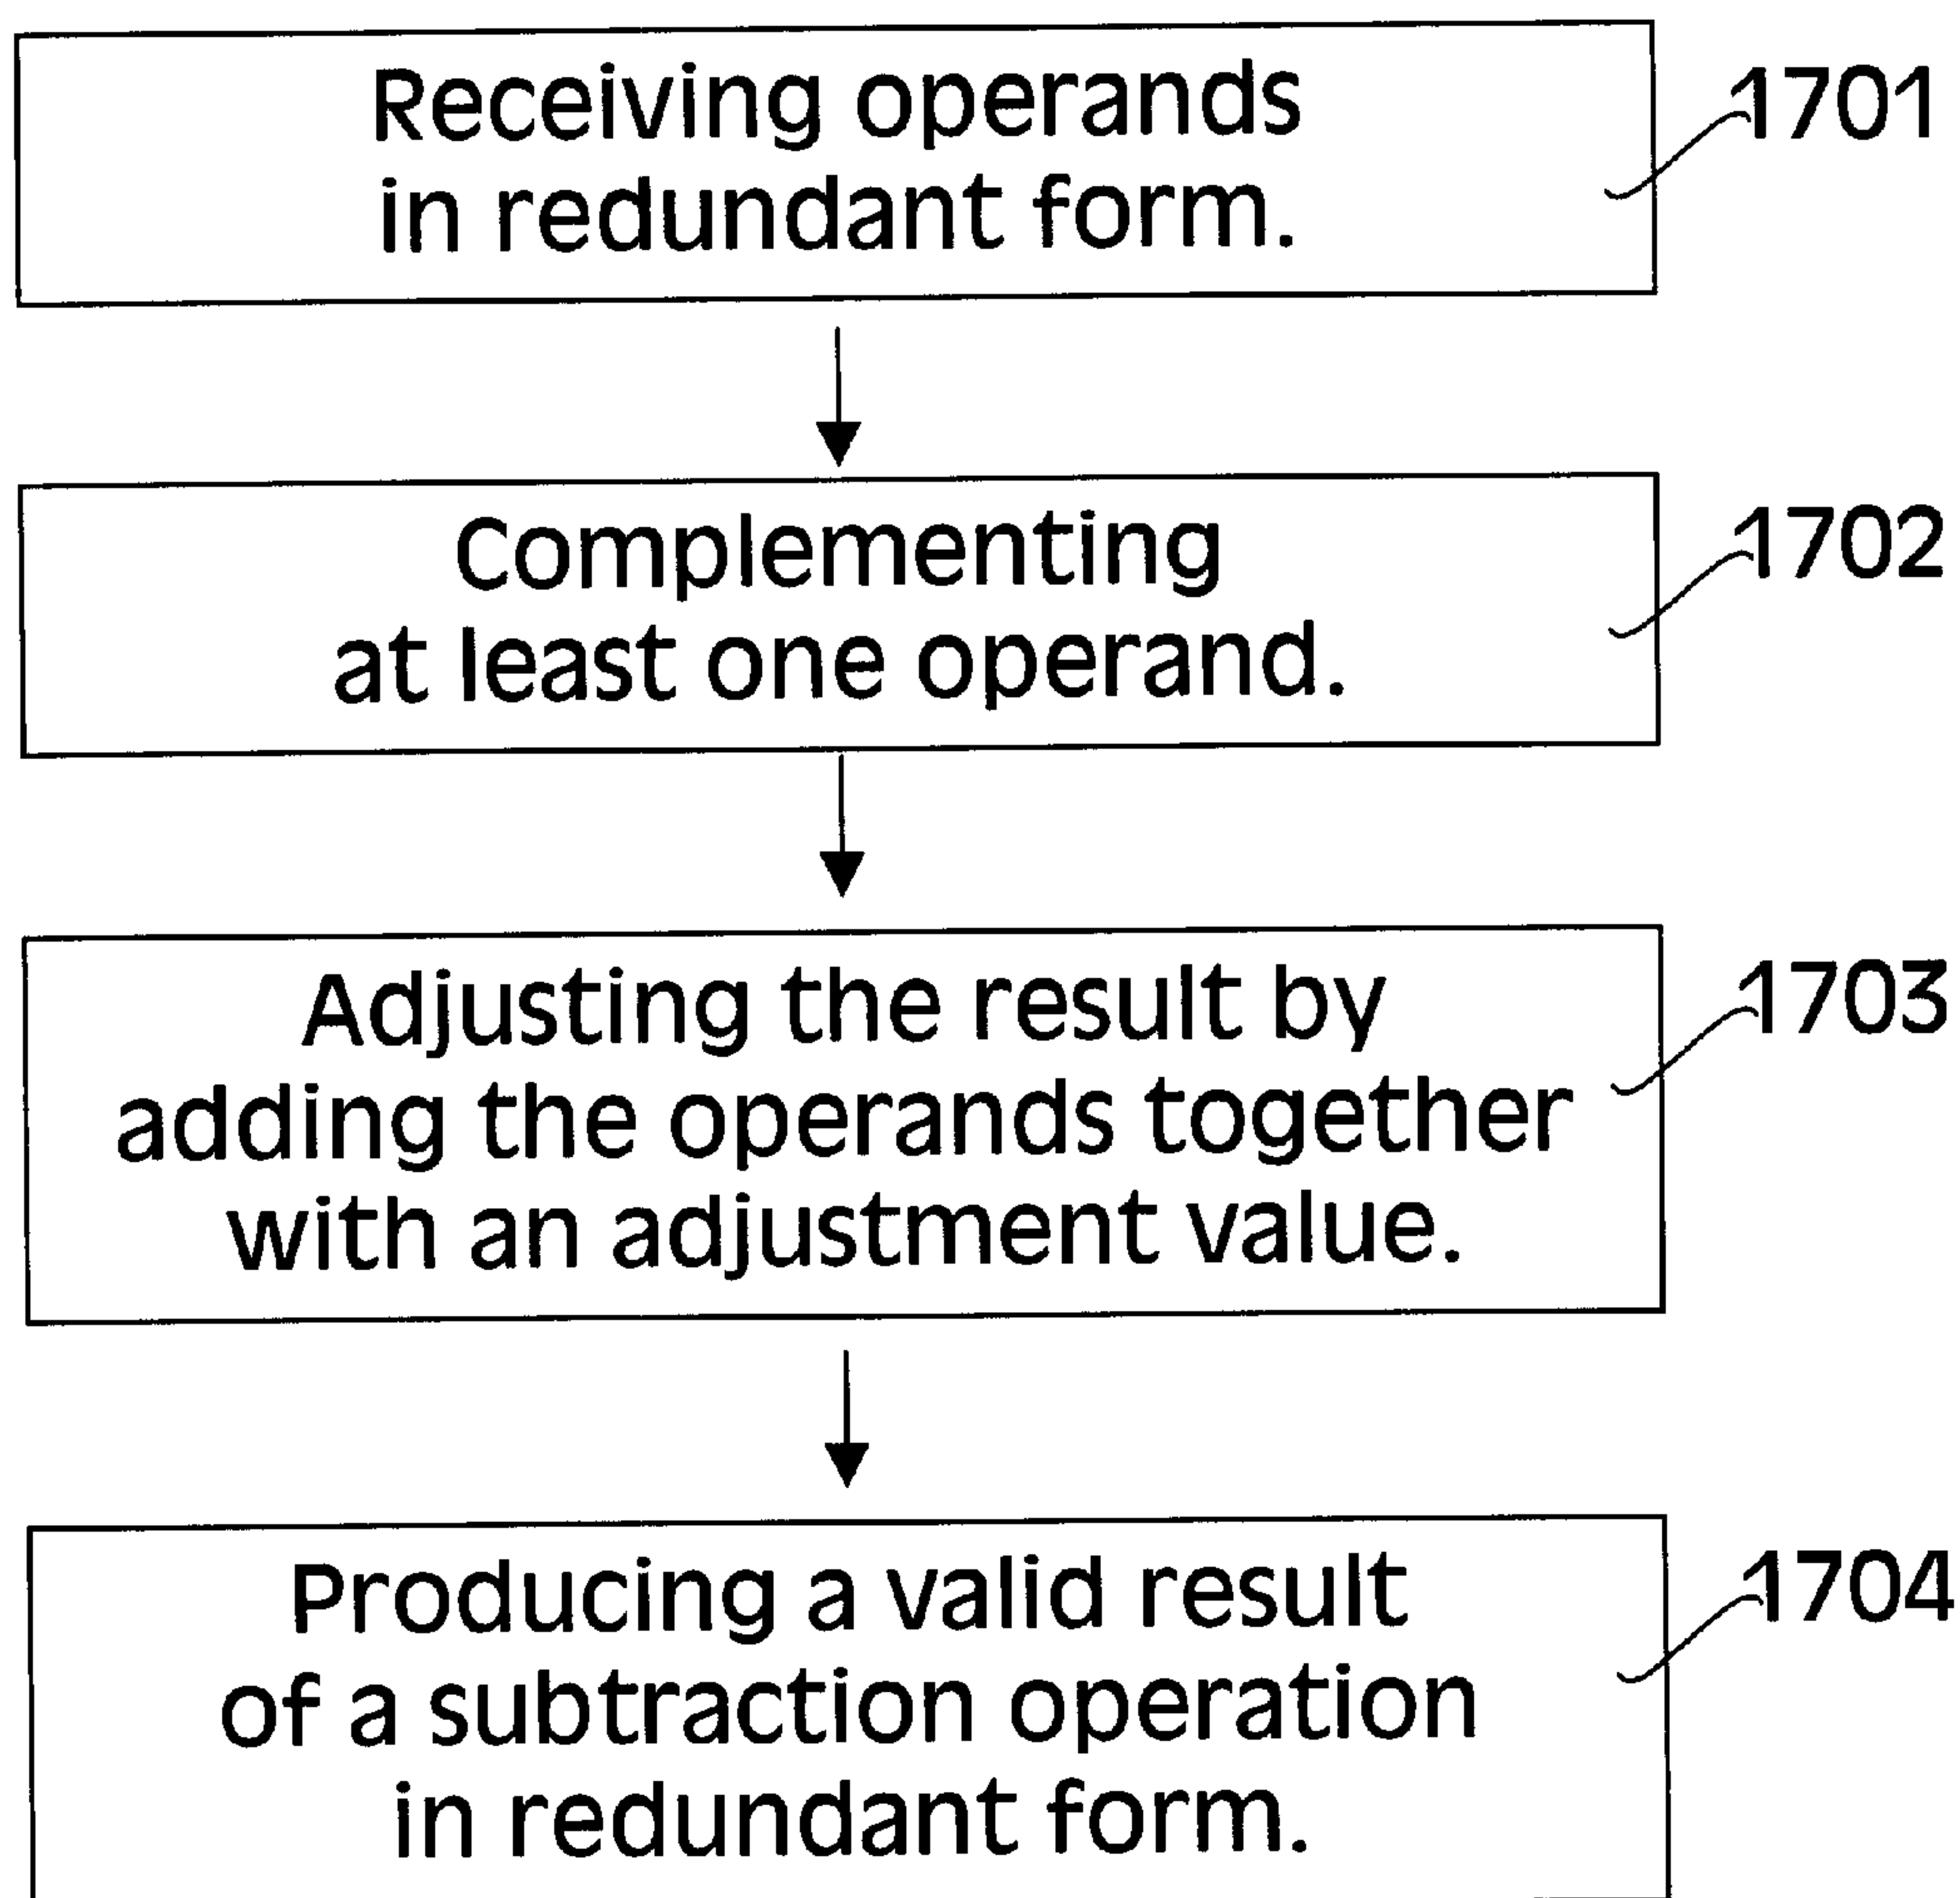 Receiving operands
in redundant form.
1701
Complementing
at least one operand.
1702
Adjusting the result by
adding the operands together
with an adjustment value.
1703
Producing a valid result
of a subtraction operation
in redundant form.
1704